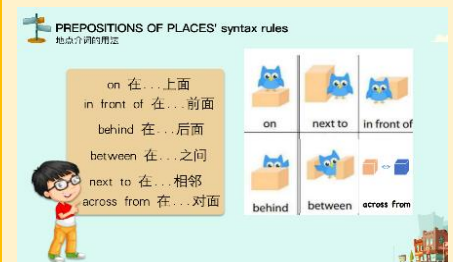 PREPOSITIONS OF PLACES' syntax rules
地点介词的用法
on 在...上面
in front of 在...前面
behind 在...后面
between 在...之间
next to 在...相邻
across from 在...对面
on next to in front of
behind between across from